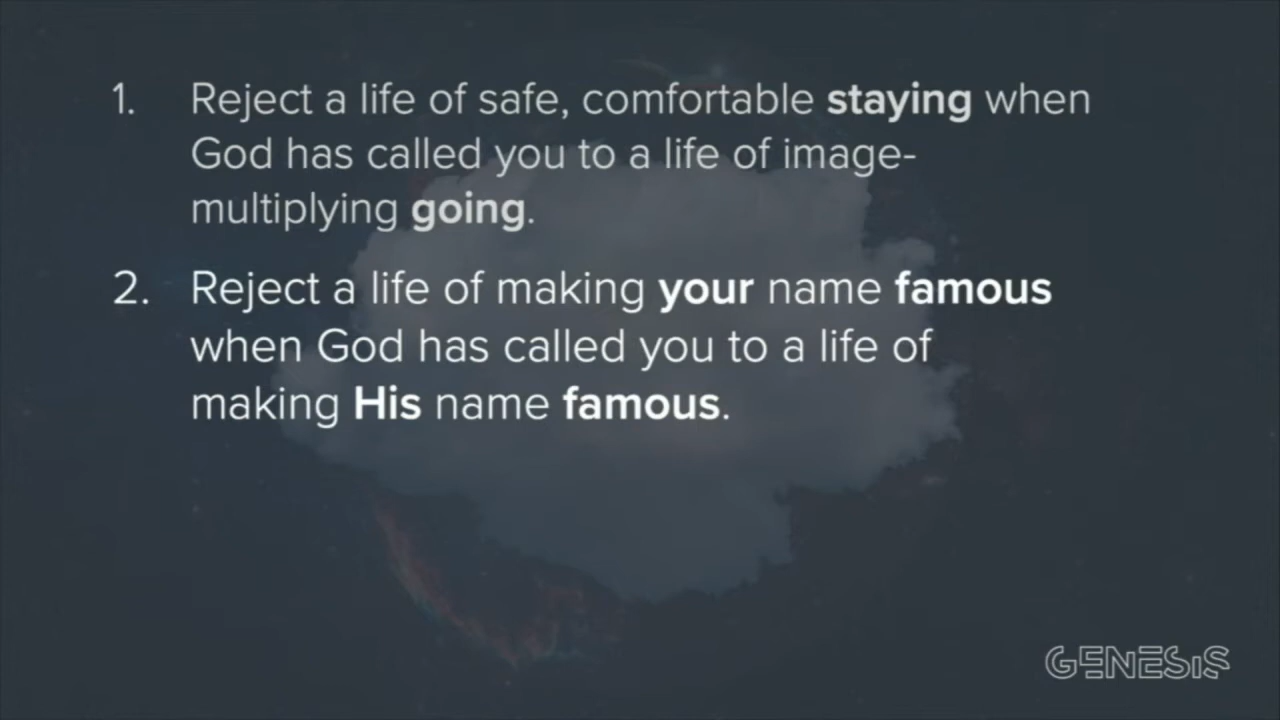 1. Reject a life of safe, comfortable staying when
God has called you to a life of image-
multiplying going.
2. Reject a life of making your name famous
when God has called you to a life of
making His name famous.
GENESIS